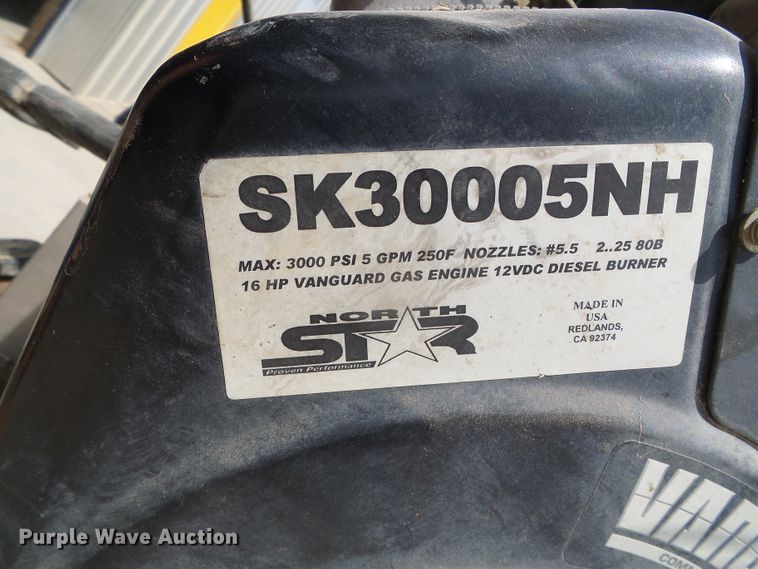 SK30005NH
MAX: 3000 PSI 5 GPM 250F NOZZLES: #5.5 2..25 80B
16 HP VANGUARD GAS ENGINE 12VDC DIESEL BURNER
NORTH
STAR
Proven Performance
MADE IN
USA
REDLANDS,
CA 92374
Purple Wave Auction